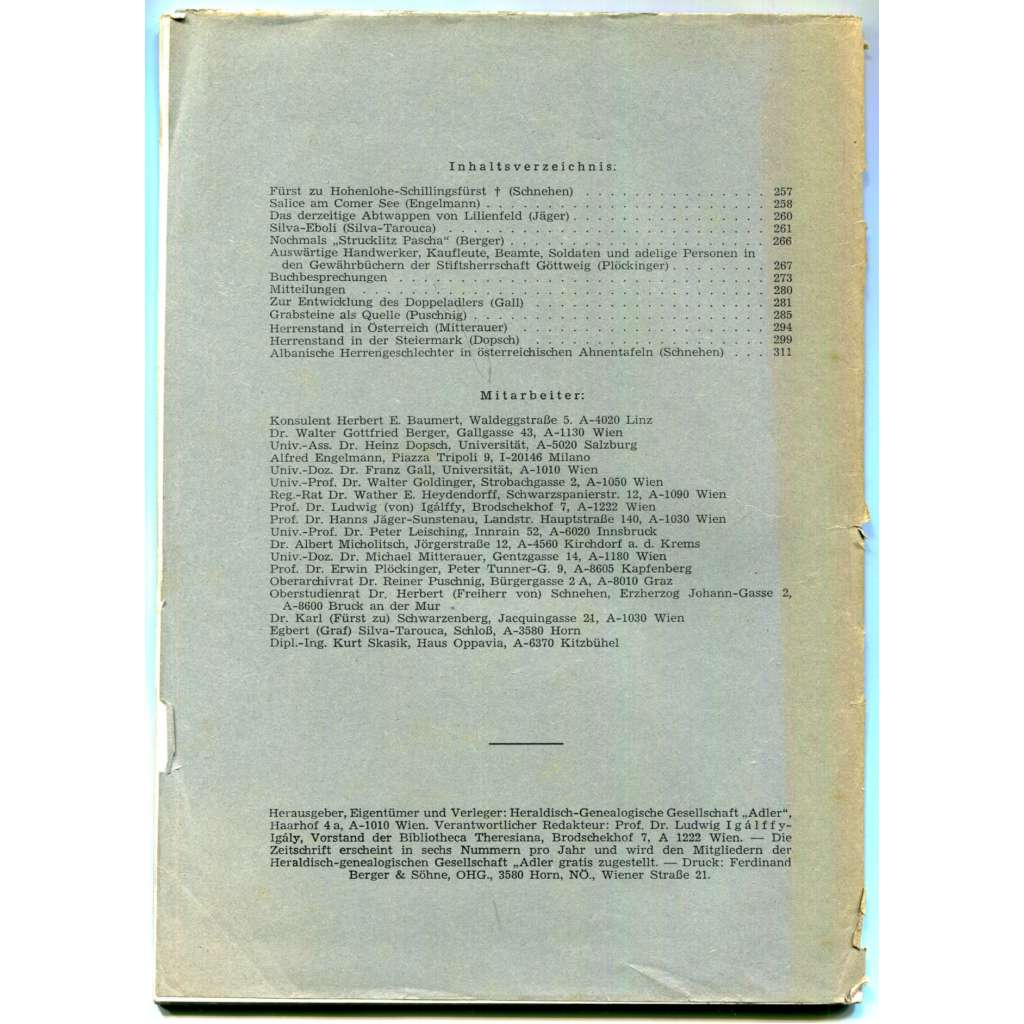 Inhaltsverzeichnis.
Fürst zu Hohenlohe-Schillingsfürst † (Schnehen) . . . . . . . . . . . . . . . 257
Salice am Comer See (Engelmann) . . . . . . . . . . . . . . . . . . . . . . . 258
Das derzeitige Abtwappen von Lilienfeld (Jäger) . . . . . . . . . . . . . . . . 260
Silva-Eboli (Silva-Tarouca) . . . . . . . . . . . . . . . . . . . . . . . . . . . 261
Nochmals „Strucklitz Pascha“ (Berger) . . . . . . . . . . . . . . . . . . . . . 266
Auswärtige Handwerker, Kaufleute, Beamte, Soldaten und adelige Personen in
den Gewährbüchern der Stiftsherrschaft Göttweig (Plöckinger) . . . . . . . . 267
Buchbesprechungen . . . . . . . . . . . . . . . . . . . . . . . . . . . . . . . 273
Mitteilungen . . . . . . . . . . . . . . . . . . . . . . . . . . . . . . . . . . 280
Zur Entwicklung des Doppeladlers (Gall) . . . . . . . . . . . . . . . . . . . . 281
Grabsteine als Quelle (Puschnig) . . . . . . . . . . . . . . . . . . . . . . . . 285
Herrenstand in Österreich (Mitterauer) . . . . . . . . . . . . . . . . . . . . . 294
Herrenstand in der Steiermark (Dopsch) . . . . . . . . . . . . . . . . . . . . 299
Albanische Herrengeschlechter in österreichischen Ahnentafeln (Schnehen) . . . 311
Mitarbeiter:
Konsulent Herbert E. Baumert, Waldeggstraße 5. A-4020 Linz
Dr. Walter Gottfried Berger, Gallgasse 43, A-1130 Wien
Univ.-Ass. Dr. Heinz Dopsch, Universität, A-5020 Salzburg
Alfred Engelmann, Piazza Tripoli 9, I-20146 Milano
Univ.-Doz. Dr. Franz Gall, Universität, A-1010 Wien
Univ.-Prof. Dr. Walter Goldinger, Strobachgasse 2, A-1050 Wien
Reg.-Rat Dr. Wather E. Heydendorff, Schwarzspanierstr. 12, A-1090 Wien
Prof. Dr. Ludwig (von) Igálffy, Brodschekhof 7, A-1222 Wien
Prof. Dr. Hanns Jäger-Sunstenau, Landstr. Hauptstraße 140, A-1030 Wien
Univ.-Prof. Dr. Peter Leisching, Innrain 52, A-6020 Innsbruck
Dr. Albert Micholitsch, Jörgerstraße 12, A-4560 Kirchdorf a. d. Krems
Univ.-Doz. Dr. Michael Mitterauer, Gentzgasse 14, A-1180 Wien
Prof. Dr. Erwin Plöckinger, Peter Tunner-G. 9, A-8605 Kapfenberg
Oberarchivrat Dr. Reiner Puschnig, Bürgergasse 2 A, A-8010 Graz
Oberstudienrat Dr. Herbert (Freiherr von) Schnehen, Erzherzog Johann-Gasse 2,
A-8600 Bruck an der Mur
Dr. Karl (Fürst zu) Schwarzenberg, Jacquingasse 21, A-1030 Wien
Egbert (Graf) Silva-Tarouca, Schloß, A-3580 Horn
Dipl.-Ing. Kurt Skasik, Haus Oppavia, A-6370 Kitzbühel
Herausgeber, Eigentümer und Verleger: Heraldisch-Genealogische Gesellschaft „Adler“,
Haarhof 4 a, A-1010 Wien. Verantwortlicher Redakteur: Prof. Dr. Ludwig Igálffy-
Igály, Vorstand der Bibliotheca Theresiana, Brodschekhof 7, A 1222 Wien. — Die
Zeitschrift erscheint in sechs Nummern pro Jahr und wird den Mitgliedern der
Heraldisch-genealogischen Gesellschaft „Adler gratis zugestellt. — Druck: Ferdinand
Berger & Söhne, OHG., 3580 Horn, NÖ., Wiener Straße 21.